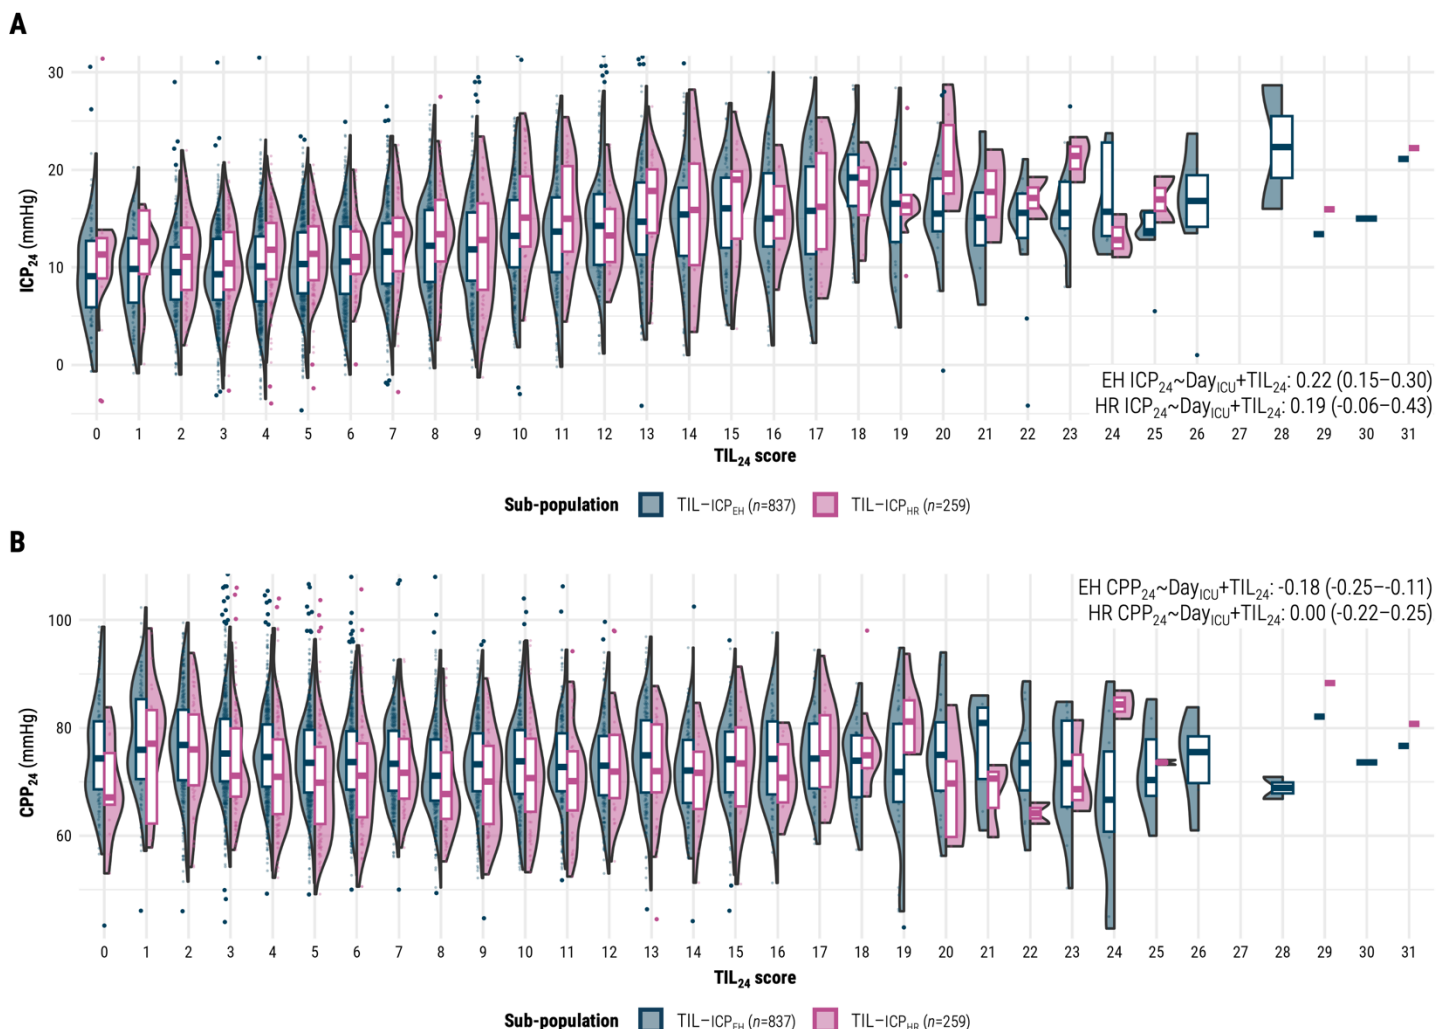 A
30
20
10
0
ICP24 (mmHg)
EH ICP24~DayICU+TIL24: 0.22 (0.15–0.30)
HR ICP24~DayICU+TIL24: 0.19 (-0.06–0.43)
0 1 2 3 4 5 6 7 8 9 10 11 12 13 14 15 16 17 18 19 20 21 22 23 24 25 26 27 28 29 30 31
TIL24 score
Sub-population TIL–ICPEH (n=837) TIL–ICPHR (n=259)
B
100
80
60
CPP24 (mmHg)
EH CPP24~DayICU+TIL24: -0.18 (-0.25–-0.11)
HR CPP24~DayICU+TIL24: 0.00 (-0.22–0.25)
0 1 2 3 4 5 6 7 8 9 10 11 12 13 14 15 16 17 18 19 20 21 22 23 24 25 26 27 28 29 30 31
TIL24 score
Sub-population TIL–ICPEH (n=837) TIL–ICPHR (n=259)